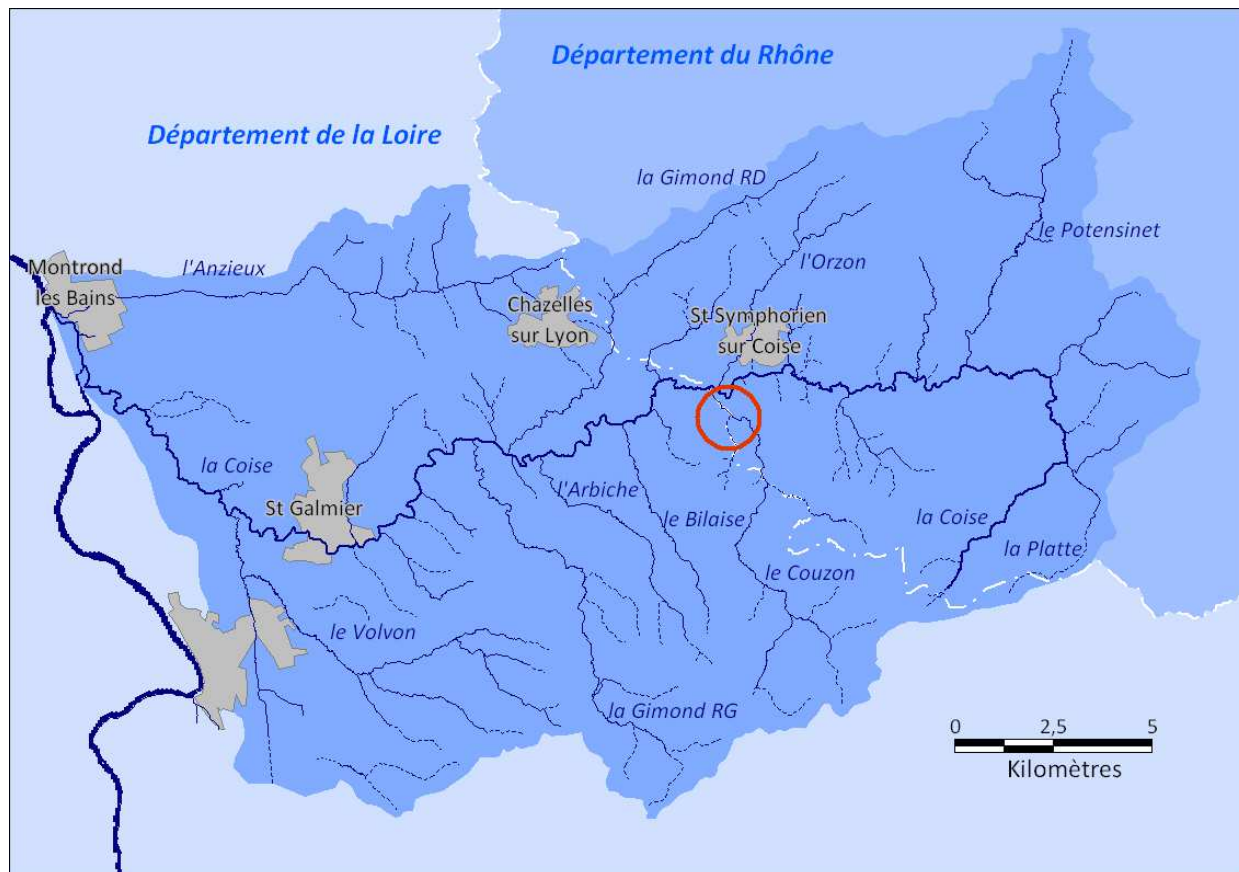 Département du Rhône
Département de la Loire
la Gimond RD
le Potensinet
l'Orzon
l'Anzieux
Montrond
les Bains
Chazelles
sur Lyon
St Symphorien
sur Coise
la Coise
St Galmier
l'Arbiche
le Bilaise
la Coise
la Platte
le Couzon
le Volvon
la Gimond RG
0 2,5 5
Kilomètres